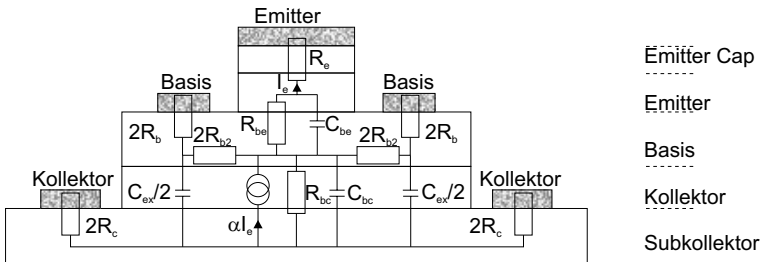 Emitter
R_e
I_e
Emitter Cap
Basis
Basis
Emitter
2R_b
2R_b2
R_be
C_be
2R_b2
2R_b
Basis
Kollektor
Kollektor
C_ex/2
R_bc
C_bc
C_ex/2
Kollektor
2R_c
αI_e
2R_c
Subkollektor